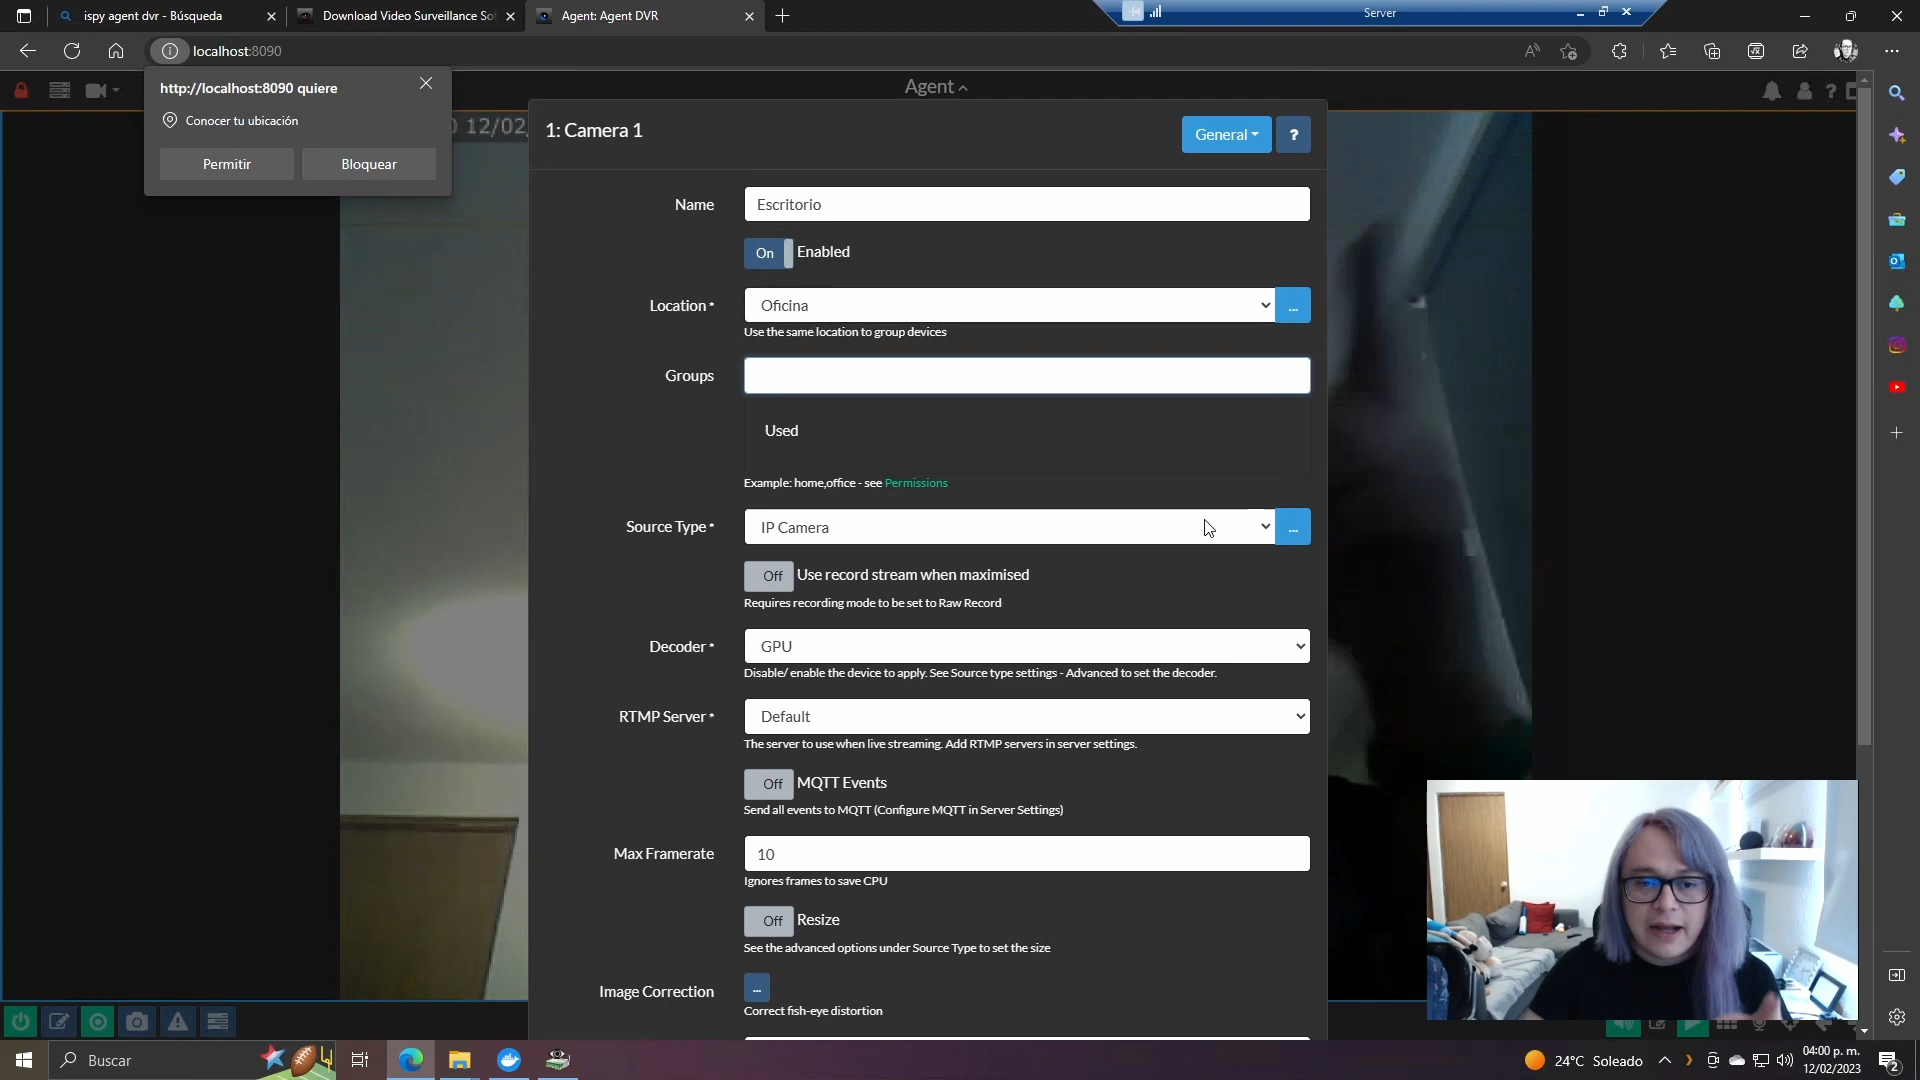 ispy agent dvr - Búsqueda
Download Video Surveillance So
Agent: Agent DVR
Server
localhost:8090
http://localhost:8090 quiere
Conocer tu ubicación
Permitir
Bloquear
Agent
12/02/
1: Camera 1
General
?
Name
Escritorio
On
Enabled
Location*
Oficina
...
Use the same location to group devices
Groups
Used
Example: home,office - see Permissions
Source Type*
IP Camera
...
Off
Use record stream when maximised
Requires recording mode to be set to Raw Record
Decoder*
GPU
Disable/ enable the device to apply. See Source type settings - Advanced to set the decoder.
RTMP Server*
Default
The server to use when live streaming. Add RTMP servers in server settings.
Off
MQTT Events
Send all events to MQTT (Configure MQTT in Server Settings)
Max Framerate
10
Ignores frames to save CPU
Off
Resize
See the advanced options under Source Type to set the size
Image Correction
...
Correct fish-eye distortion
Buscar
24°C Soleado
04:00 p. m.
12/02/2023
2